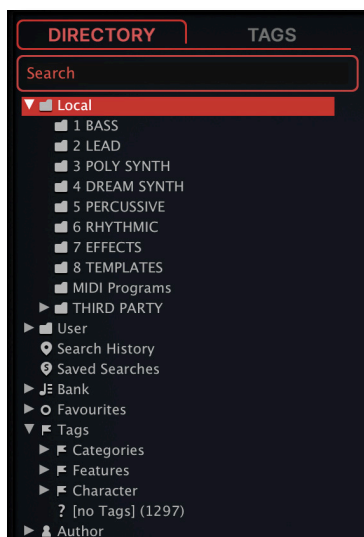 DIRECTORY TAGS
Search
Local
1 BASS
2 LEAD
3 POLY SYNTH
4 DREAM SYNTH
5 PERCUSSIVE
6 RHYTHMIC
7 EFFECTS
8 TEMPLATES
MIDI Programs
THIRD PARTY
User
Search History
Saved Searches
Bank
Favourites
Tags
Categories
Features
Character
? [no Tags] (1297)
Author